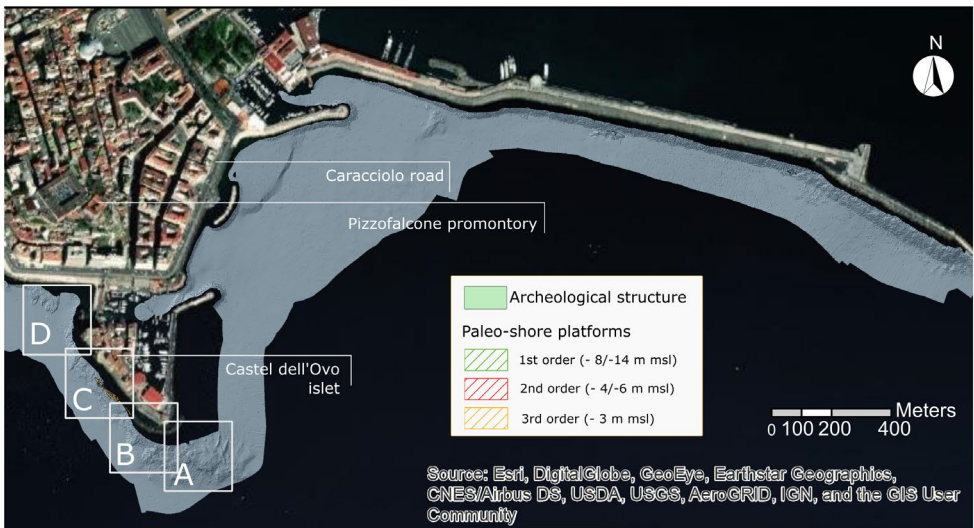 N
Caracciolo road
Pizzofalcone promontory
Archeological structure
Paleo-shore platforms
1st order (- 8/-14 m msl)
2nd order (- 4/-6 m msl)
3rd order (- 3 m msl)
D
Castel dell'Ovo
islet
C
B
A
Meters
0 100 200 400
Source: Esri, DigitalGlobe, GeoEye, Earthstar Geographics,
CNES/Airbus DS, USDA, USGS, AeroGRID, IGN, and the GIS User
Community